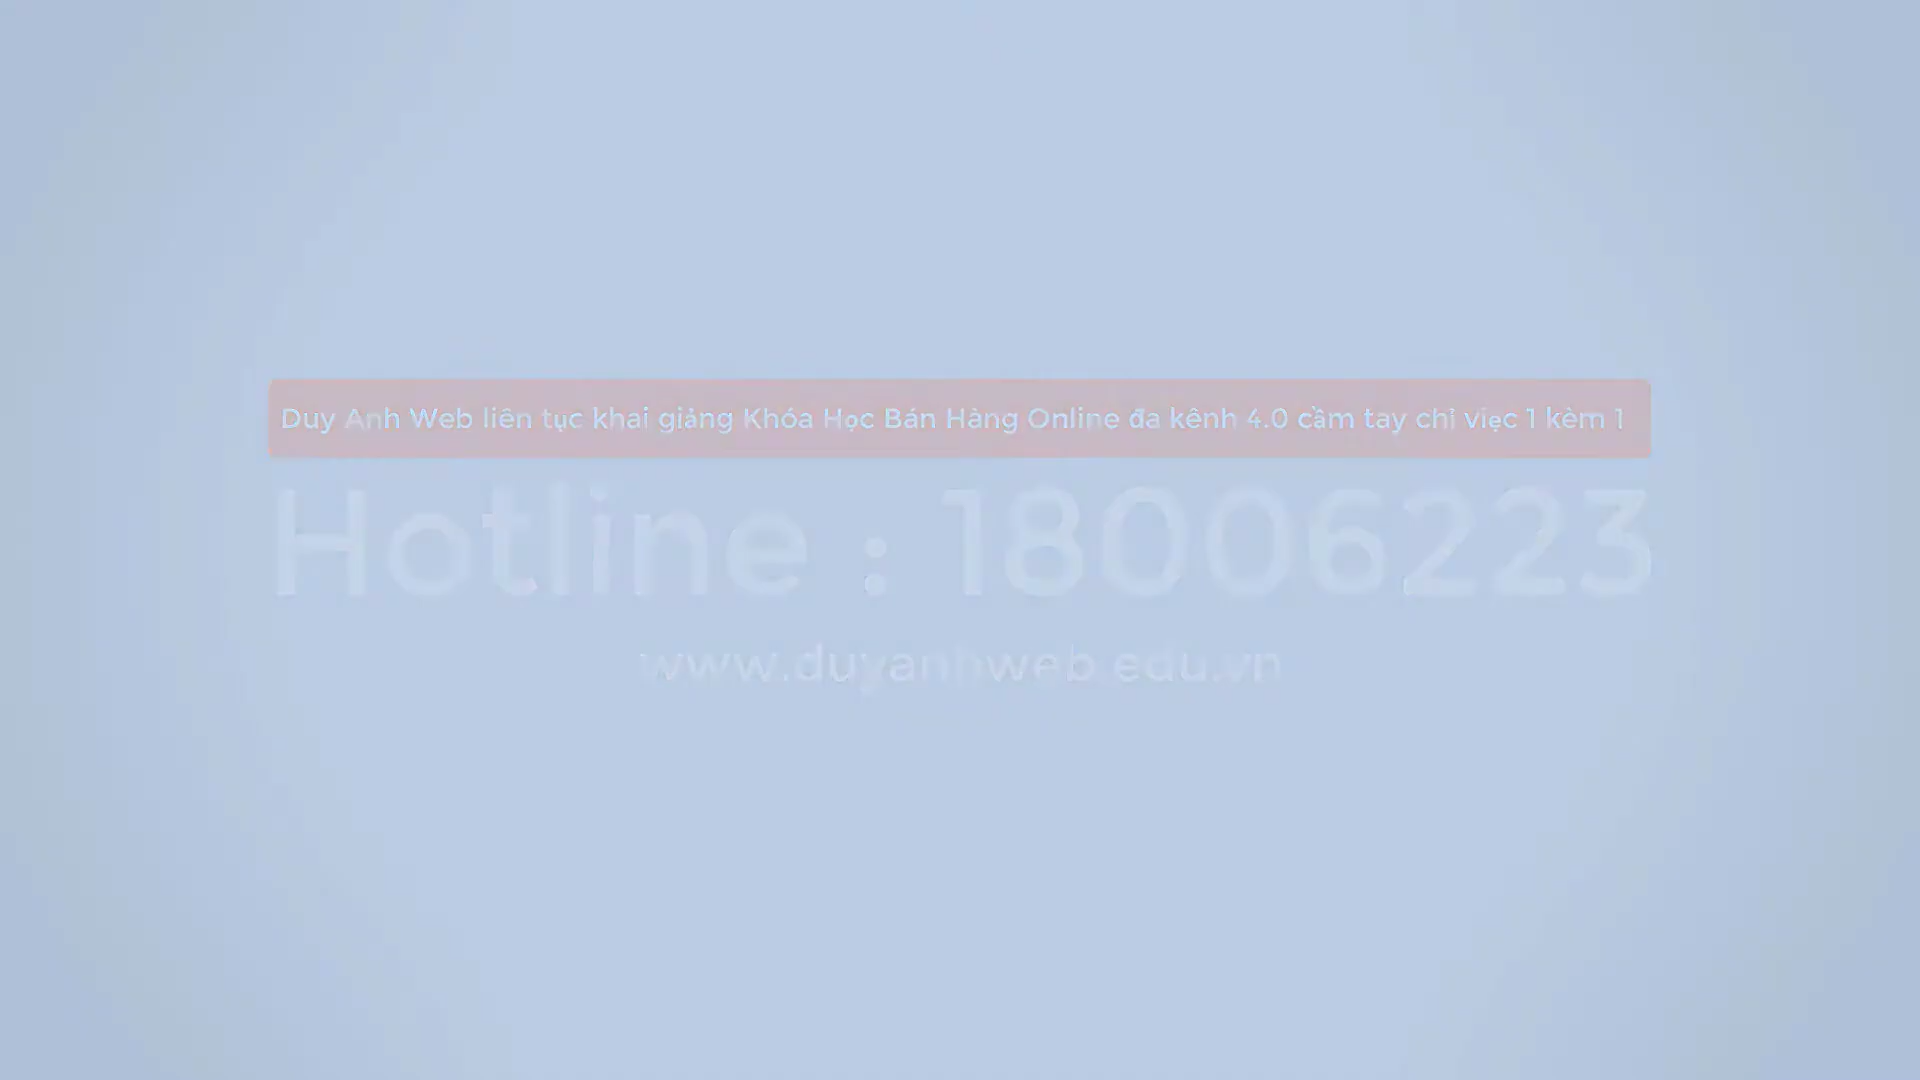 Duy Anh Web liên tục khai giảng Khóa Học Bán Hàng Online đa kênh 4.0 cầm tay chỉ việc 1 kèm 1
Hotline : 18006223
www.duyanhweb.edu.vn